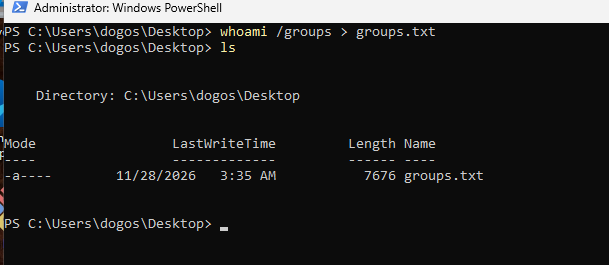 Administrator: Windows PowerShell
PS C:\Users\dogos\Desktop> whoami /groups > groups.txt
PS C:\Users\dogos\Desktop> ls
Directory: C:\Users\dogos\Desktop
Mode LastWriteTime Length Name
---- ------------- ------ ----
-a---- 11/28/2026 3:35 AM 7676 groups.txt
PS C:\Users\dogos\Desktop>